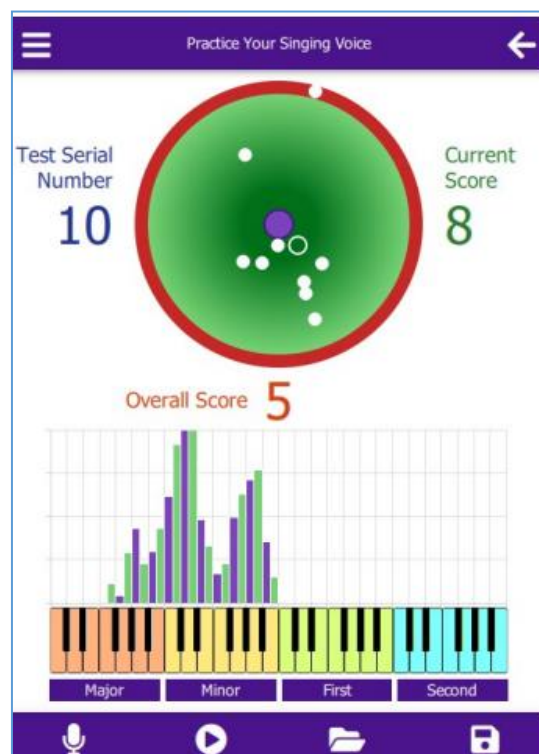 Practice Your Singing Voice
Test Serial
Number
10
Current
Score
8
Overall Score 5
Major Minor First Second